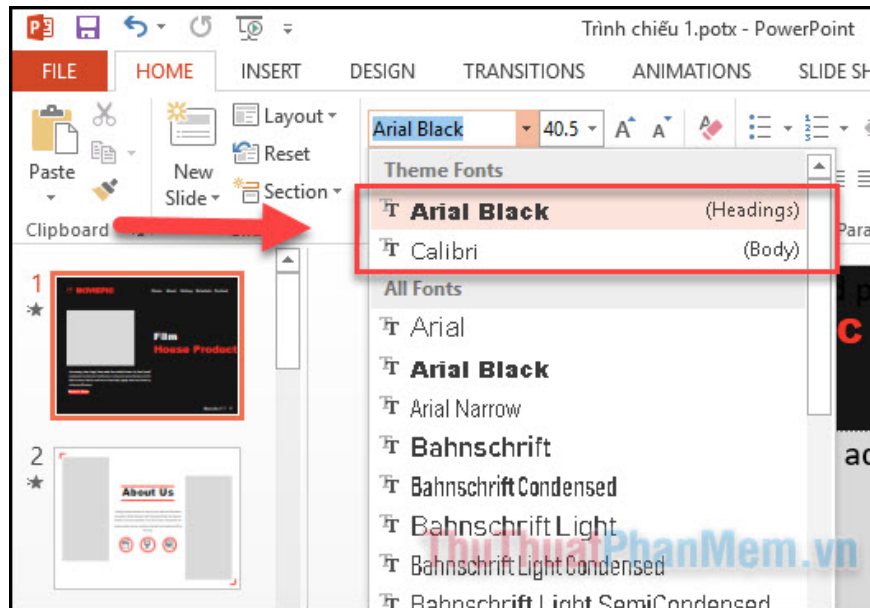 Trình chiếu 1.potx - PowerPoint
FILE HOME INSERT DESIGN TRANSITIONS ANIMATIONS SLIDE SH
Paste
New Slide
Layout
Reset
Section
Clipboard
Arial Black 40.5
Para
Theme Fonts
Arial Black (Headings)
Calibri (Body)
All Fonts
Arial
Arial Black
Arial Narrow
Bahnschrift
Bahnschrift Condensed
Bahnschrift Light
Bahnschrift Light Condensed
Bahnschrift Light SemiCondensed
1
Film
House Product
2
About Us
ThuThuatPhanMem.vn